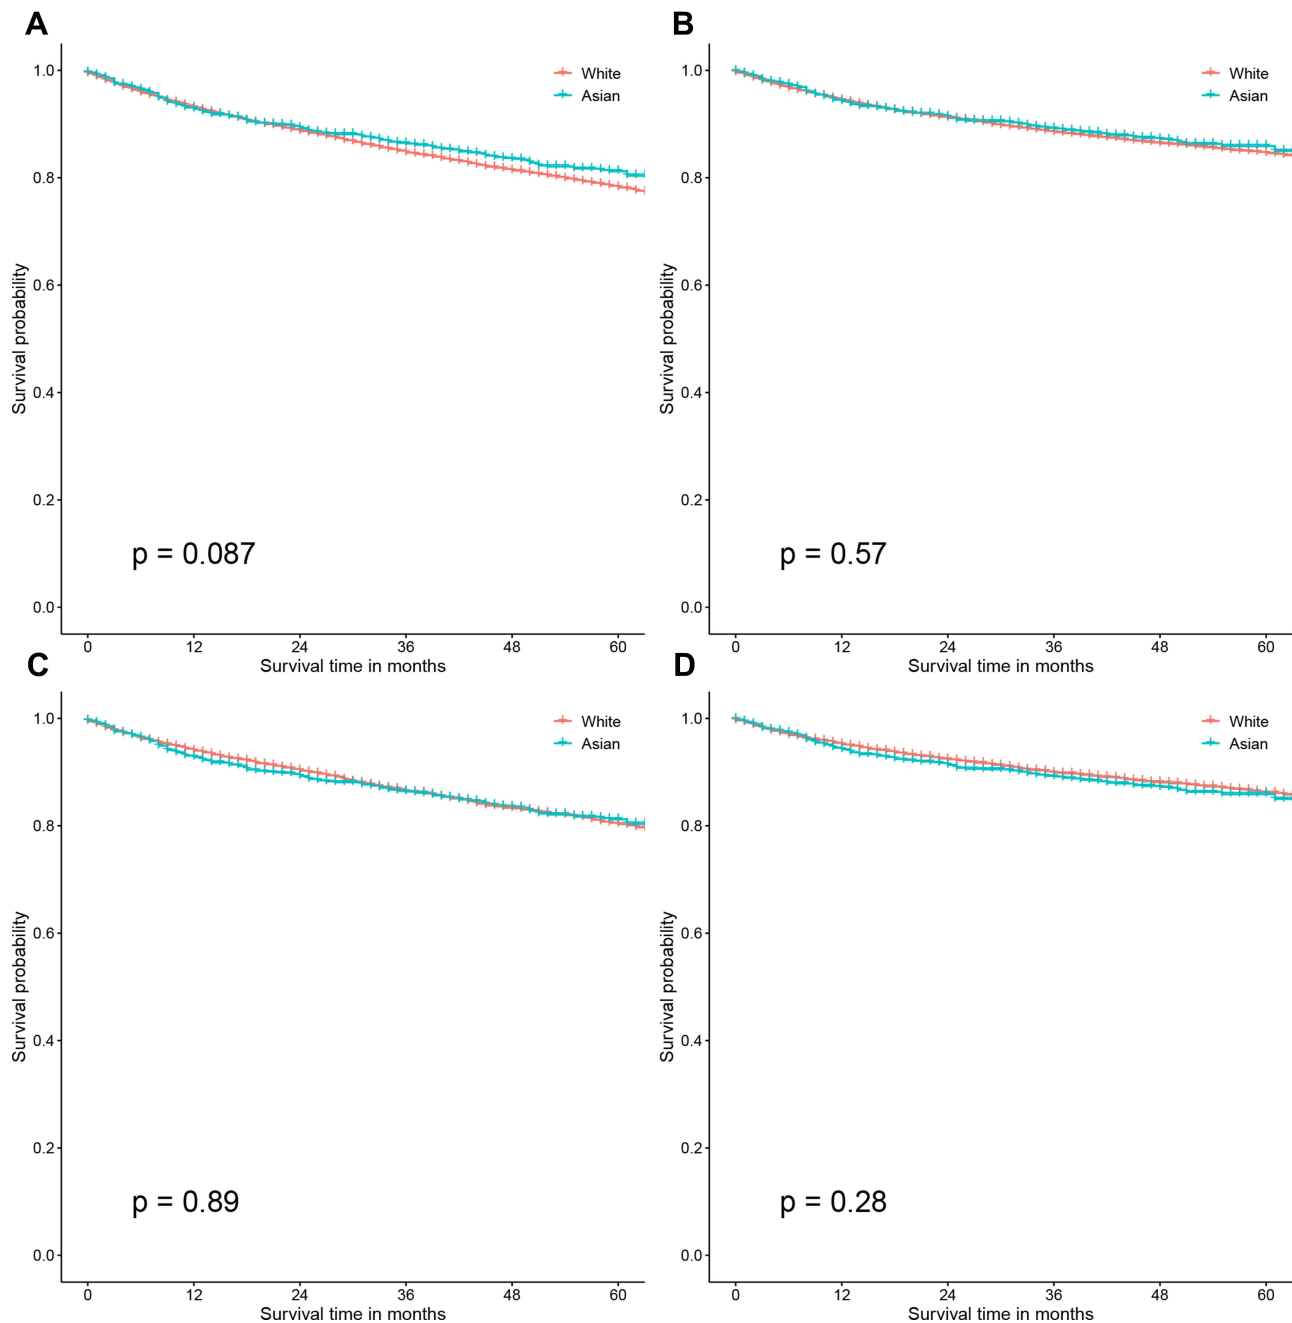 A
Survival probability
1.0
0.8
0.6
0.4
0.2
0.0
White
Asian
p = 0.087
0 12 24 36 48 60
Survival time in months
B
Survival probability
1.0
0.8
0.6
0.4
0.2
0.0
White
Asian
p = 0.57
0 12 24 36 48 60
Survival time in months
C
Survival probability
1.0
0.8
0.6
0.4
0.2
0.0
White
Asian
p = 0.89
0 12 24 36 48 60
Survival time in months
D
Survival probability
1.0
0.8
0.6
0.4
0.2
0.0
White
Asian
p = 0.28
0 12 24 36 48 60
Survival time in months